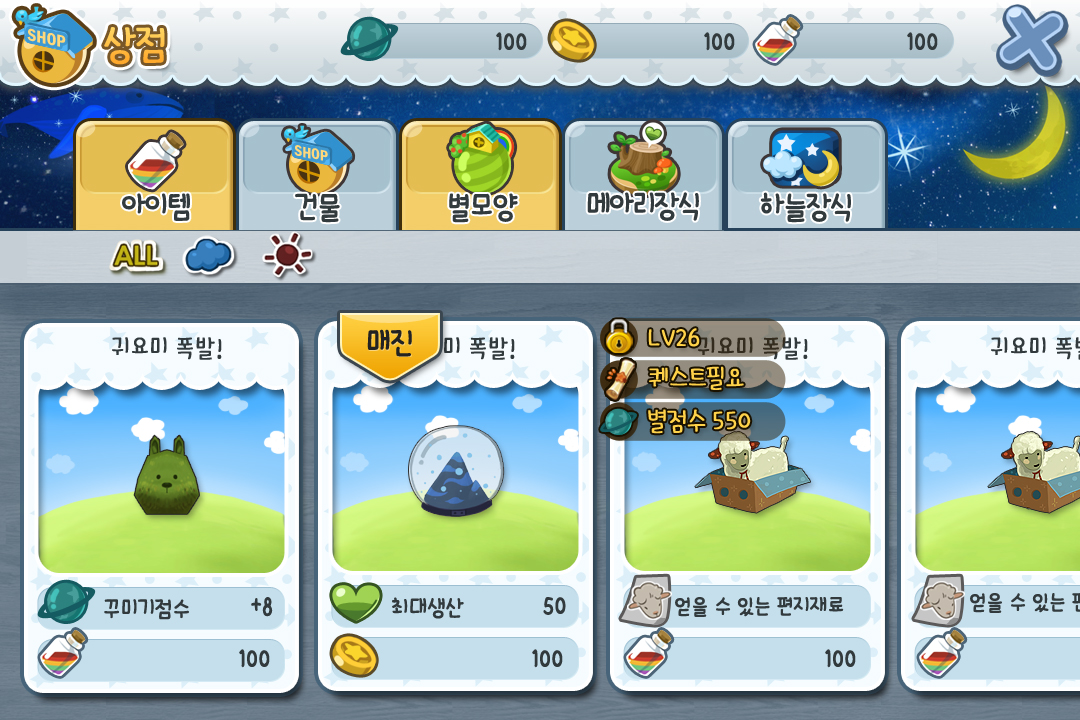 SHOP 상점
100
100
100
아이템
SHOP
건물
별모양
메아리장식
하늘장식
ALL
귀요미 폭발!
꾸미기점수 +8
100
매진
미 폭발!
최대생산 50
100
LV26
퀘스트필요
별점수 550
귀요미 폭발!
얻을 수 있는 편지재료
100
귀요미
얻을 수 있는